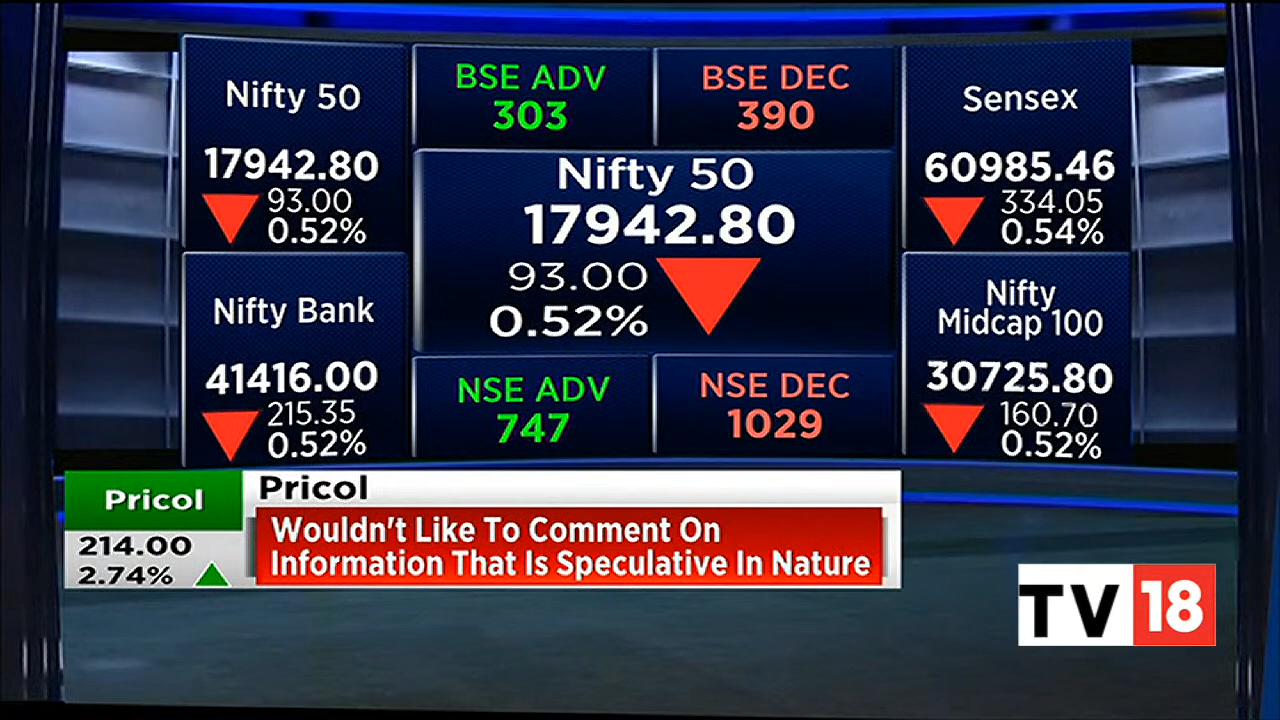 Nifty 50
17942.80
93.00
0.52%
BSE ADV
303
BSE DEC
390
Sensex
60985.46
334.05
0.54%
Nifty 50
17942.80
93.00
0.52%
Nifty Bank
41416.00
215.35
0.52%
NSE ADV
747
NSE DEC
1029
Nifty
Midcap 100
30725.80
160.70
0.52%
Pricol
214.00
2.74%
Pricol
Wouldn't Like To Comment On
Information That Is Speculative In Nature
TV18